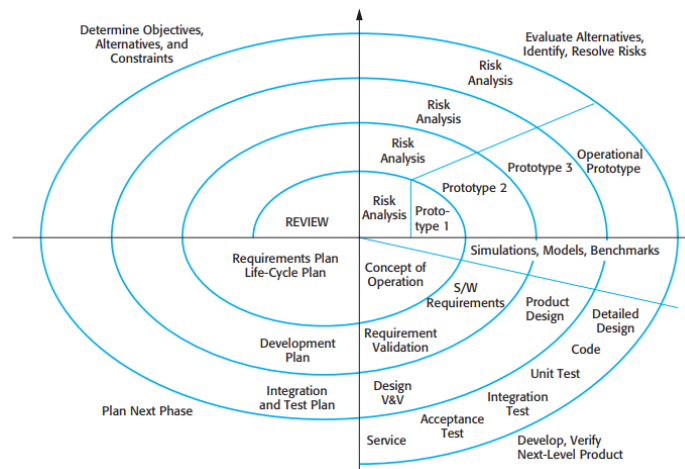 Determine Objectives,
Alternatives, and
Constraints
Evaluate Alternatives,
Identify, Resolve Risks
Risk
Analysis
Risk
Analysis
Risk
Analysis
Operational
Prototype
Prototype 3
Prototype 2
Risk
Analysis
Proto-
type 1
REVIEW
Requirements Plan
Life-Cycle Plan
Concept of
Operation
Simulations, Models, Benchmarks
S/W
Requirements
Product
Design
Detailed
Design
Development
Plan
Requirement
Validation
Code
Unit Test
Integration
and Test Plan
Design
V&V
Integration
Test
Plan Next Phase
Acceptance
Test
Service
Develop, Verify
Next-Level Product